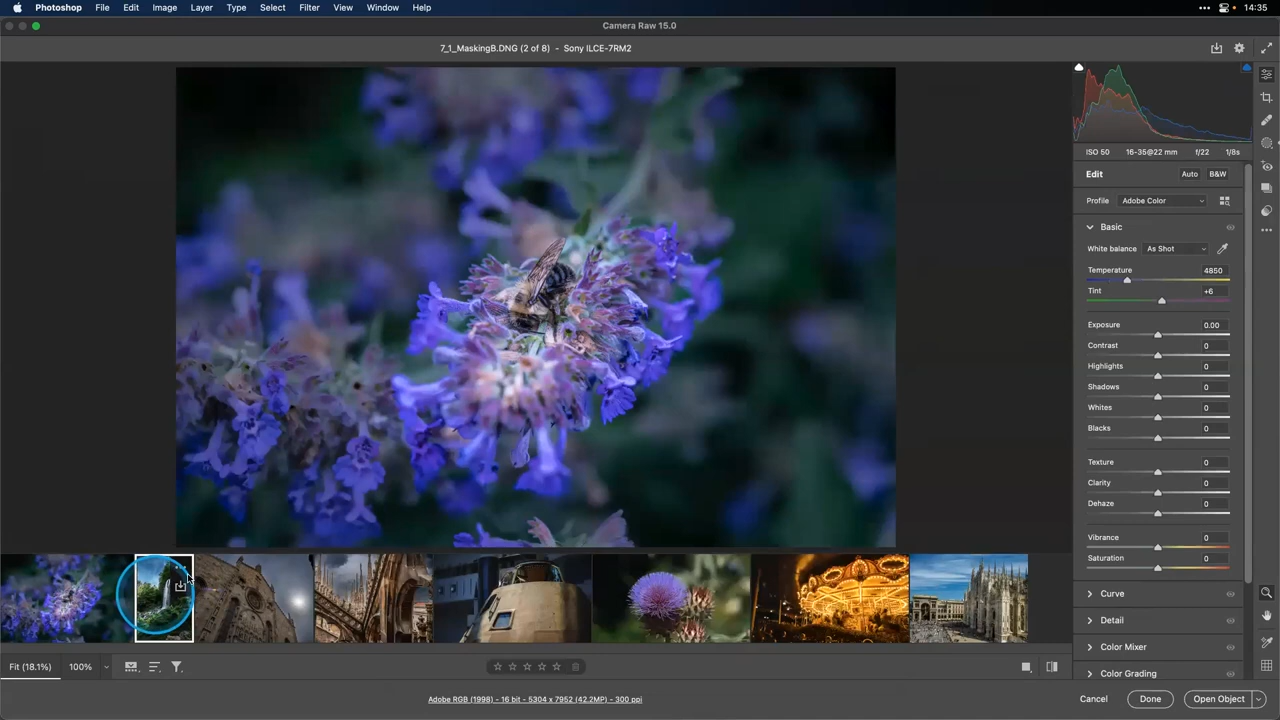 Photoshop File Edit Image Layer Type Select Filter View Window Help 14:35
Camera Raw 15.0
7_1_MaskingB.DNG (2 of 8) - Sony ILCE-7RM2
ISO 50 16-35@22 mm f/22 1/8s
Edit Auto B&W
Profile Adobe Color
Basic
White balance As Shot
Temperature 4850
Tint +6
Exposure 0.00
Contrast 0
Highlights 0
Shadows 0
Whites 0
Blacks 0
Texture 0
Clarity 0
Dehaze 0
Vibrance 0
Saturation 0
Curve
Detail
Color Mixer
Color Grading
Fit (18.1%) 100%
Adobe RGB (1998) - 16 bit - 5304 x 7952 (42.2MP) - 300 ppi
Cancel Done Open Object